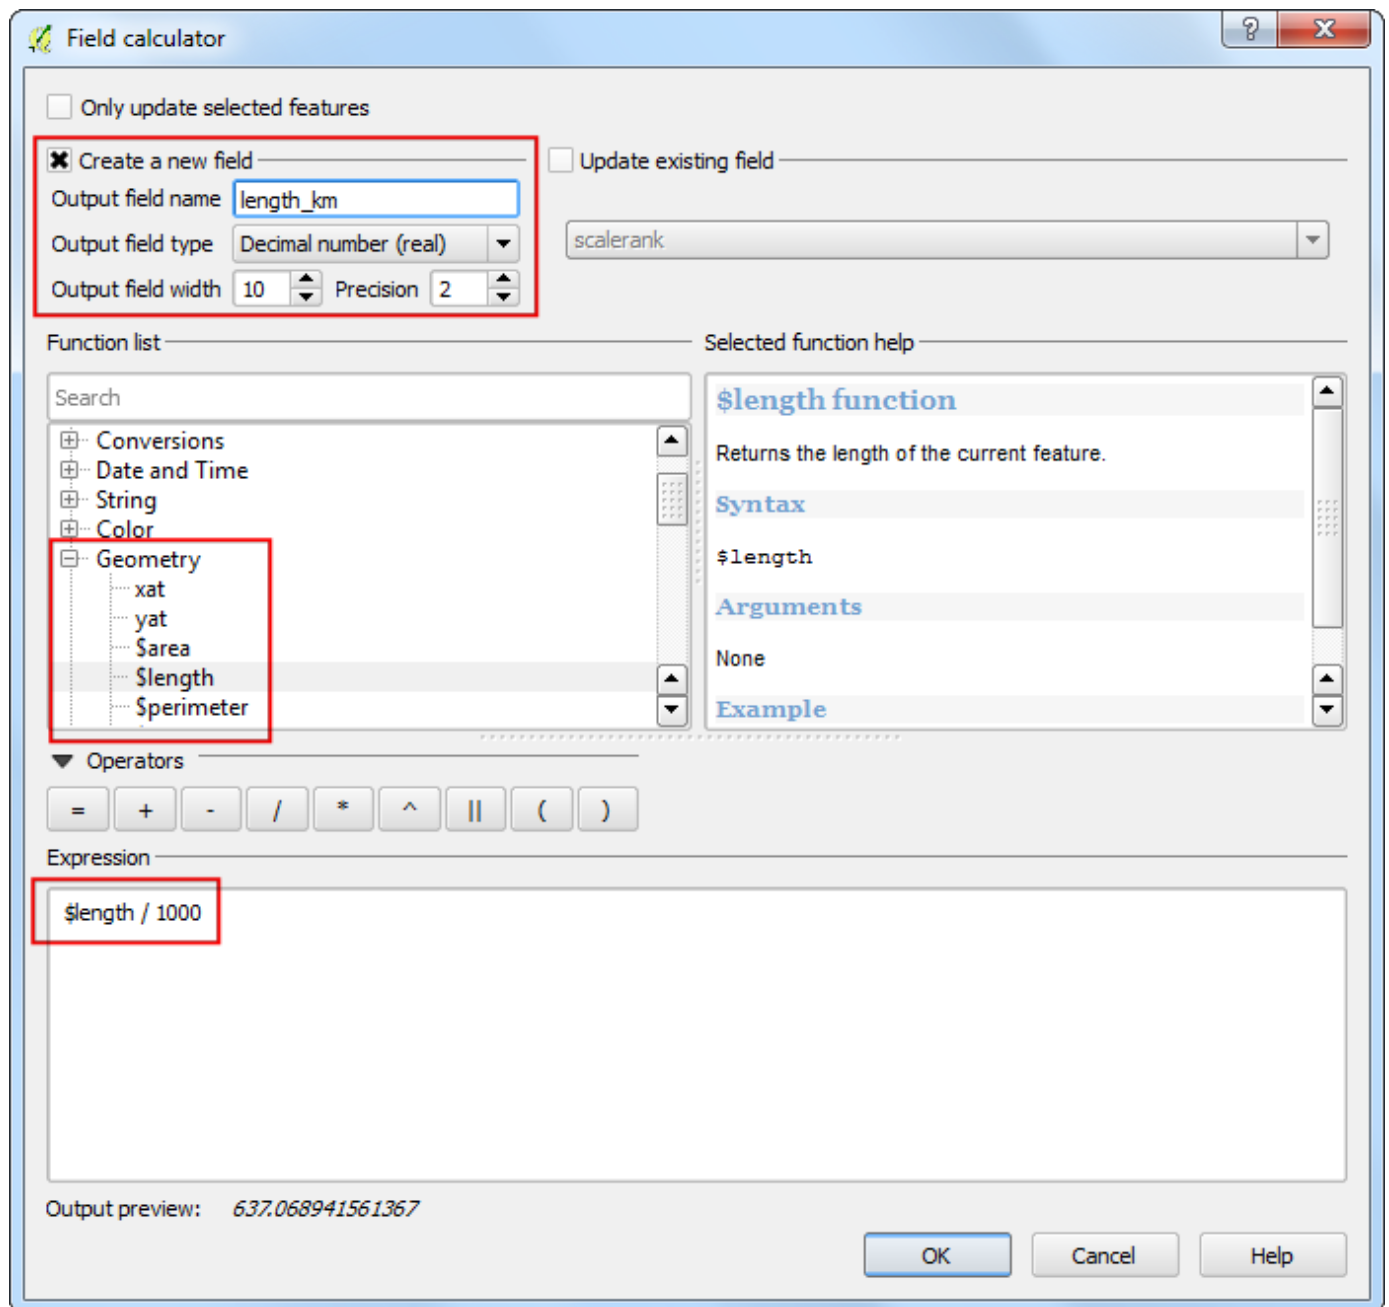 Field calculator
Only update selected features
Create a new field
Update existing field
Output field name length_km
Output field type Decimal number (real)
scalerank
Output field width 10 Precision 2
Function list
Selected function help
Search
Conversions
Date and Time
String
Color
Geometry
xat
yat
$area
$length
$perimeter
$length function
Returns the length of the current feature.
Syntax
$length
Arguments
None
Example
Operators
= + - / * ^ || ( )
Expression
$length / 1000
Output preview: 637.068941561367
OK Cancel Help